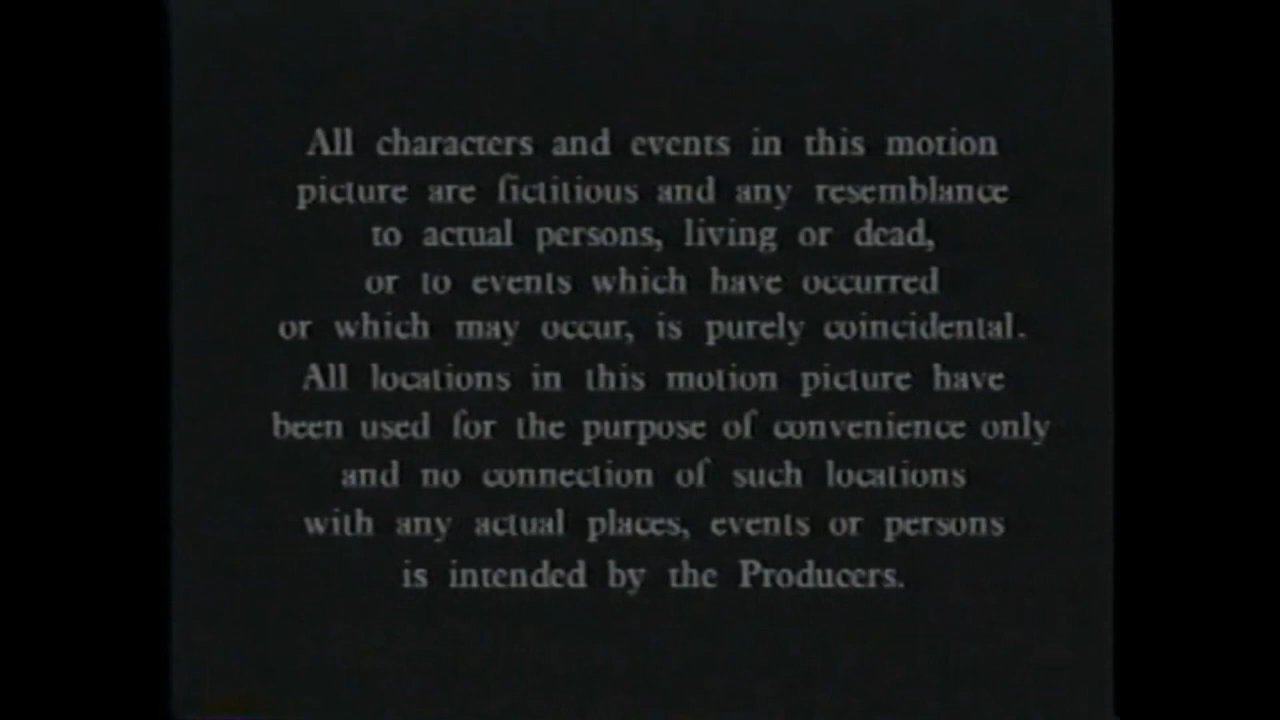 All characters and events in this motion
picture are fictitious and any resemblance
to actual persons, living or dead,
or to events which have occurred
or which may occur, is purely coincidental.
All locations in this motion picture have
been used for the purpose of convenience only
and no connection of such locations
with any actual places, events or persons
is intended by the Producers.